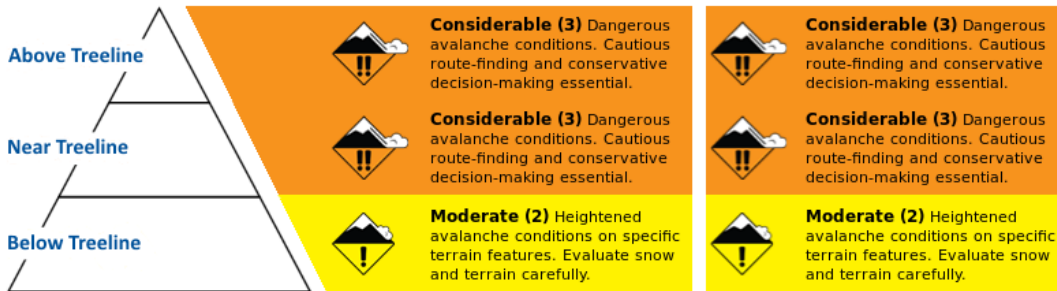 Above Treeline
Considerable (3) Dangerous
avalanche conditions. Cautious
route-finding and conservative
decision-making essential.
Considerable (3) Dangerous
avalanche conditions. Cautious
route-finding and conservative
decision-making essential.
Near Treeline
Considerable (3) Dangerous
avalanche conditions. Cautious
route-finding and conservative
decision-making essential.
Considerable (3) Dangerous
avalanche conditions. Cautious
route-finding and conservative
decision-making essential.
Below Treeline
Moderate (2) Heightened
avalanche conditions on specific
terrain features. Evaluate snow
and terrain carefully.
Moderate (2) Heightened
avalanche conditions on specific
terrain features. Evaluate snow
and terrain carefully.